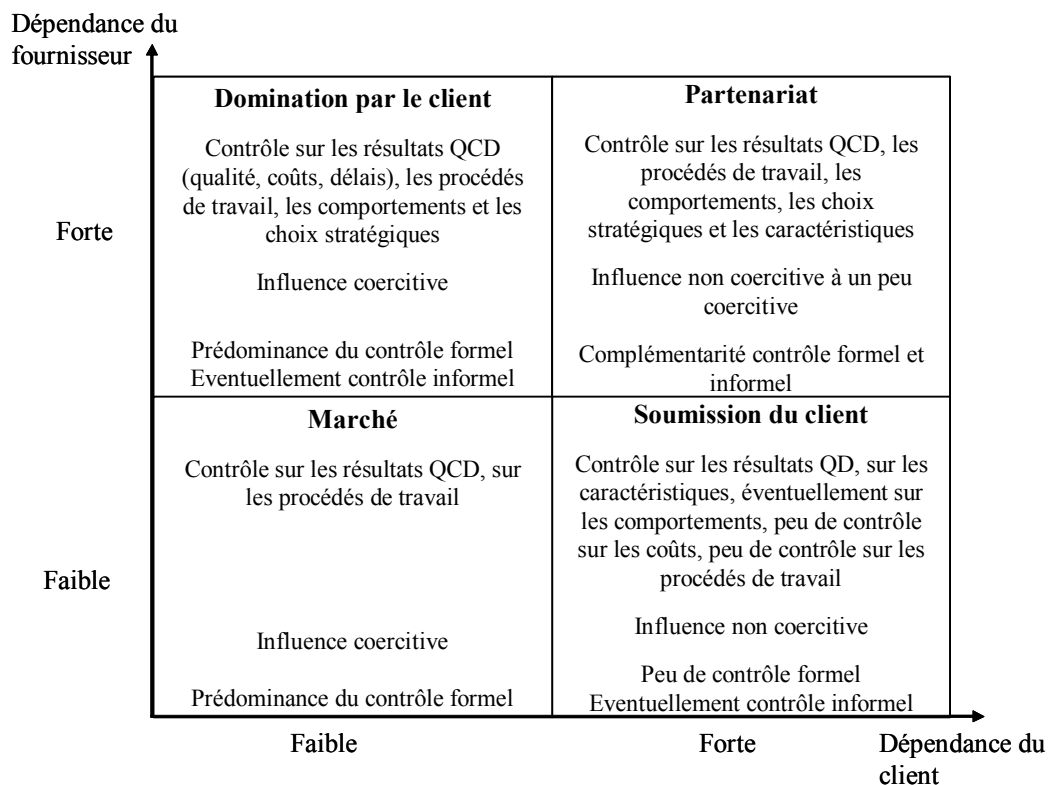 Dépendance du
fournisseur
Domination par le client
Contrôle sur les résultats QCD
(qualité, coûts, délais), les procédés
de travail, les comportements et les
choix stratégiques
Influence coercitive
Prédominance du contrôle formel
Eventuellement contrôle informel
Partenariat
Contrôle sur les résultats QCD, les
procédés de travail, les
comportements, les choix
stratégiques et les caractéristiques
Influence non coercitive à un peu
coercitive
Complémentarité contrôle formel et
informel
Forte
Marché
Contrôle sur les résultats QCD, sur
les procédés de travail
Influence coercitive
Prédominance du contrôle formel
Soumission du client
Contrôle sur les résultats QD, sur les
caractéristiques, éventuellement sur
les comportements, peu de contrôle
sur les coûts, peu de contrôle sur les
procédés de travail
Influence non coercitive
Peu de contrôle formel
Eventuellement contrôle informel
Faible
Faible
Forte
Dépendance du
client